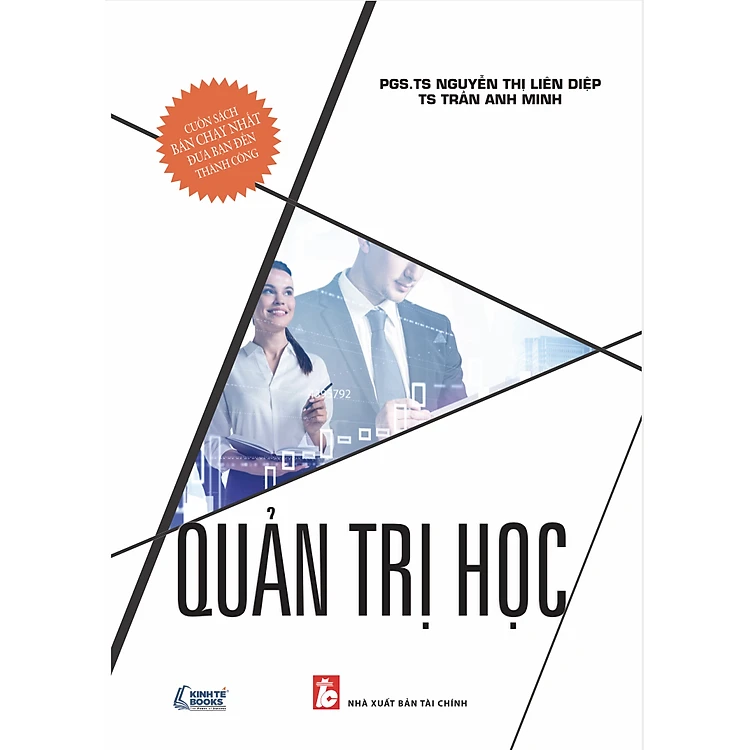 PGS.TS NGUYỄN THỊ LIÊN DIỆP
TS TRẦN ANH MINH
CUỐN SÁCH
BÁN CHẠY NHẤT
ĐƯA BẠN ĐẾN
THÀNH CÔNG
QUẢN TRỊ HỌC
KINH TẾ
BOOKS
NHÀ XUẤT BẢN TÀI CHÍNH